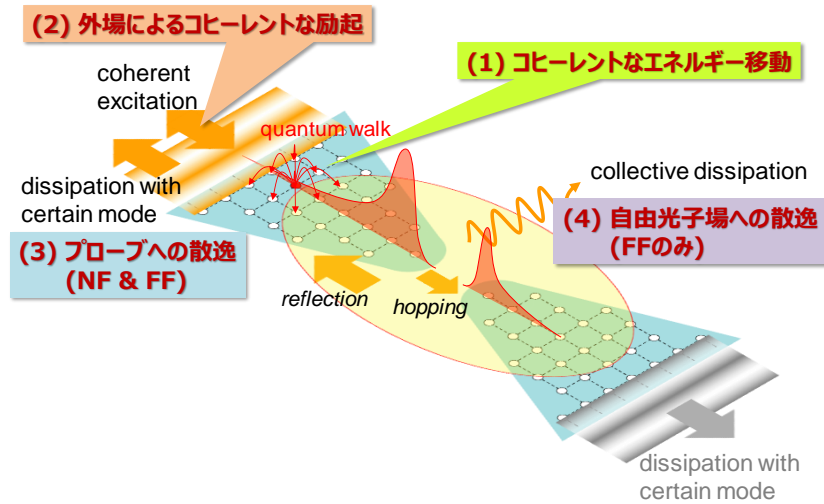 (2) 外場によるコヒーレントな励起
(1) コヒーレントなエネルギー移動
coherent
excitation
quantum walk
collective dissipation
dissipation with
certain mode
(4) 自由光子場への散逸
(FFのみ)
(3) プローブへの散逸
(NF & FF)
reflection
hopping
dissipation with
certain mode